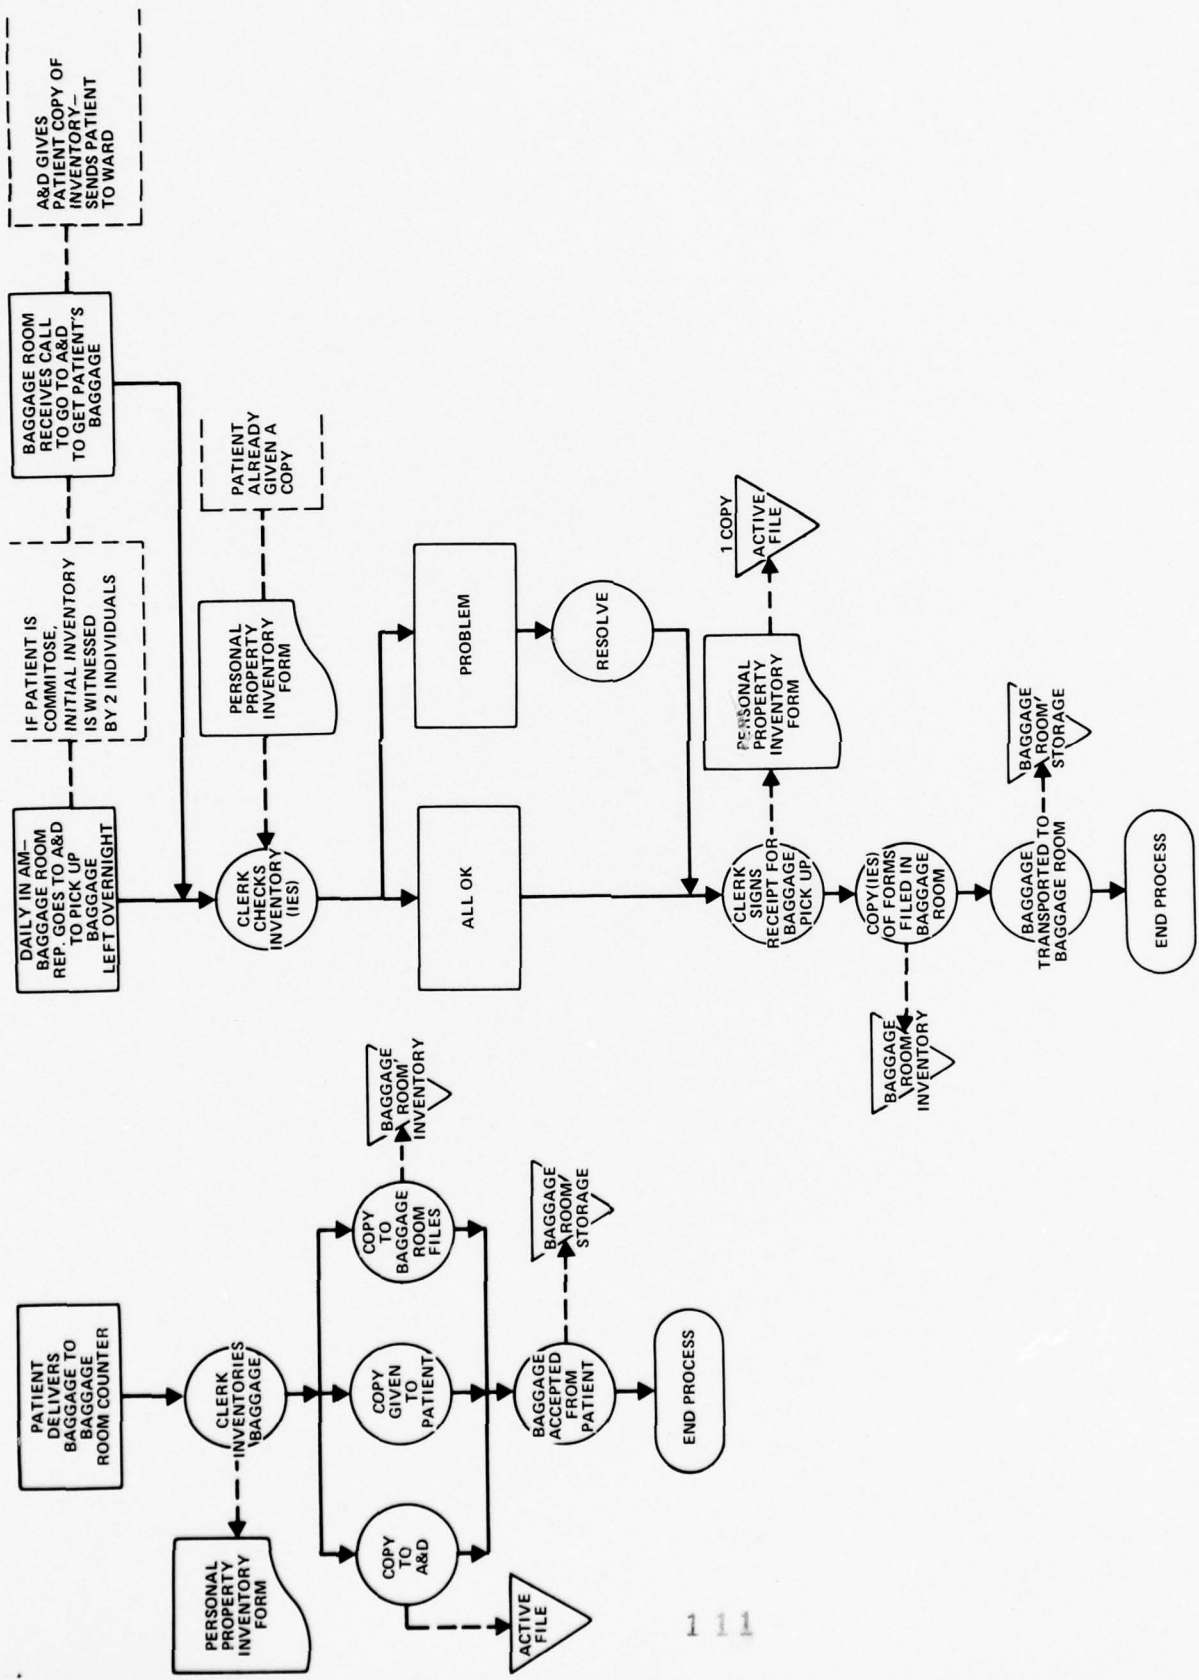 PATIENT
DELIVERS
BAGGAGE TO
BAGGAGE
ROOM COUNTER
PERSONAL
PROPERTY
INVENTORY
FORM
CLERK
INVENTORIES
BAGGAGE
COPY
TO
A&D
COPY
GIVEN
TO
PATIENT
COPY
TO
BAGGAGE
ROOM
FILES
BAGGAGE
ROOM
INVENTORY
ACTIVE
FILE
BAGGAGE
ACCEPTED
FROM
PATIENT
BAGGAGE
ROOM
STORAGE
END PROCESS
DAILY IN AM—
BAGGAGE ROOM
REP. GOES TO A&D
TO PICK UP
BAGGAGE
LEFT OVERNIGHT
IF PATIENT IS
COMMITOSE,
INITIAL INVENTORY
IS WITNESSED
BY 2 INDIVIDUALS
BAGGAGE ROOM
RECEIVES CALL
TO GO TO A&D
TO GET PATIENT'S
BAGGAGE
A&D GIVES
PATIENT COPY OF
INVENTORY—
SENDS PATIENT
TO WARD
CLERK
CHECKS
INVENTORY
(IES)
PERSONAL
PROPERTY
INVENTORY
FORM
PATIENT
ALREADY
GIVEN A
COPY
ALL OK
PROBLEM
RESOLVE
CLERK
SIGNS
RECEIPT FOR
BAGGAGE
PICK UP
PERSONAL
PROPERTY
INVENTORY
FORM
1 COPY
ACTIVE
FILE
BAGGAGE
ROOM
INVENTORY
COPY(IES)
OF FORMS
FILED IN
BAGGAGE
ROOM
BAGGAGE
TRANSPORTED TO
BAGGAGE ROOM
BAGGAGE
ROOM
STORAGE
END PROCESS
111